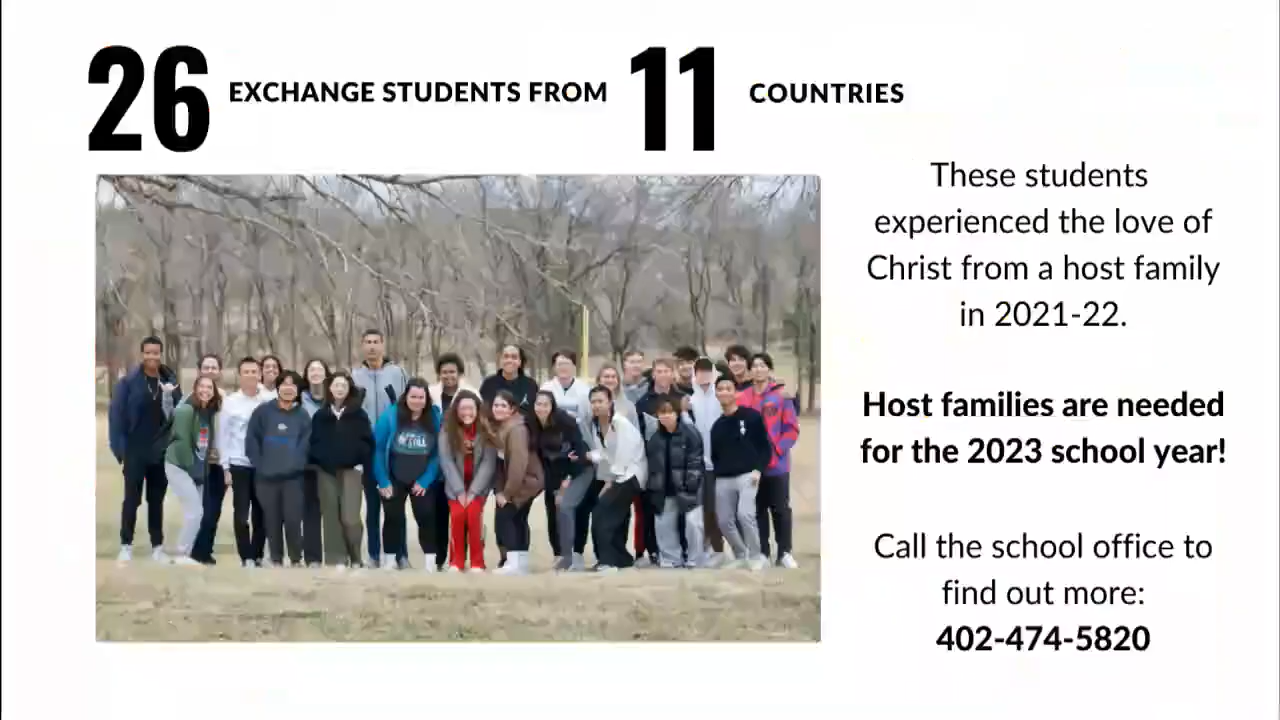 26 EXCHANGE STUDENTS FROM 11 COUNTRIES
These students
experienced the love of
Christ from a host family
in 2021-22.
Host families are needed
for the 2023 school year!
Call the school office to
find out more:
402-474-5820